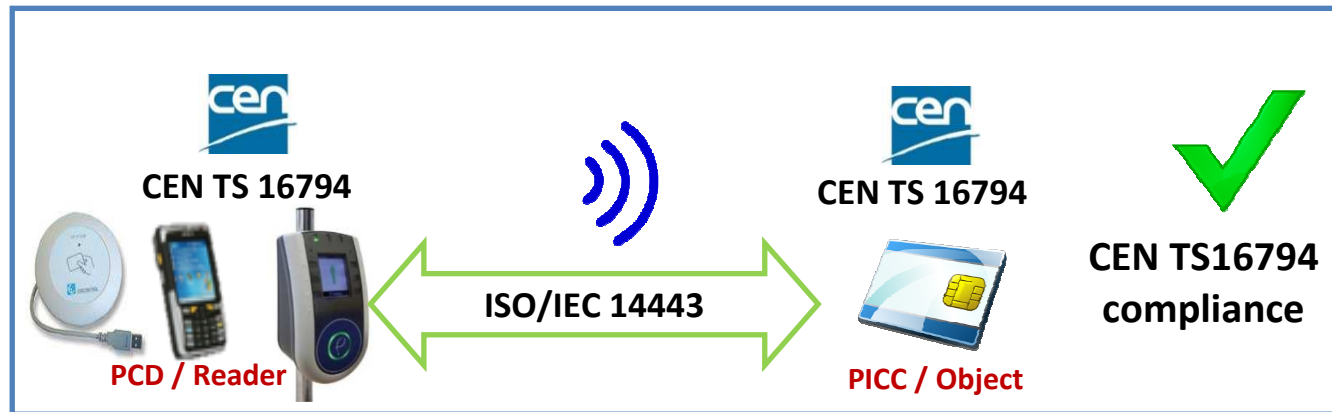 cen
CEN TS 16794
PCD / Reader
ISO/IEC 14443
cen
CEN TS 16794
PICC / Object
CEN TS16794
compliance